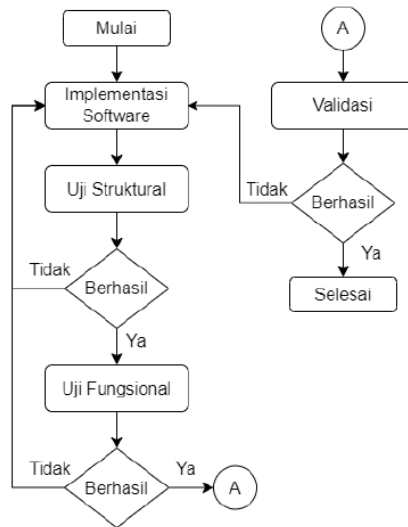 Mulai
Implementasi
Software
Uji Struktural
Berhasil
Tidak
Ya
Uji Fungsional
Berhasil
Tidak
Ya
A
A
Validasi
Berhasil
Tidak
Ya
Selesai